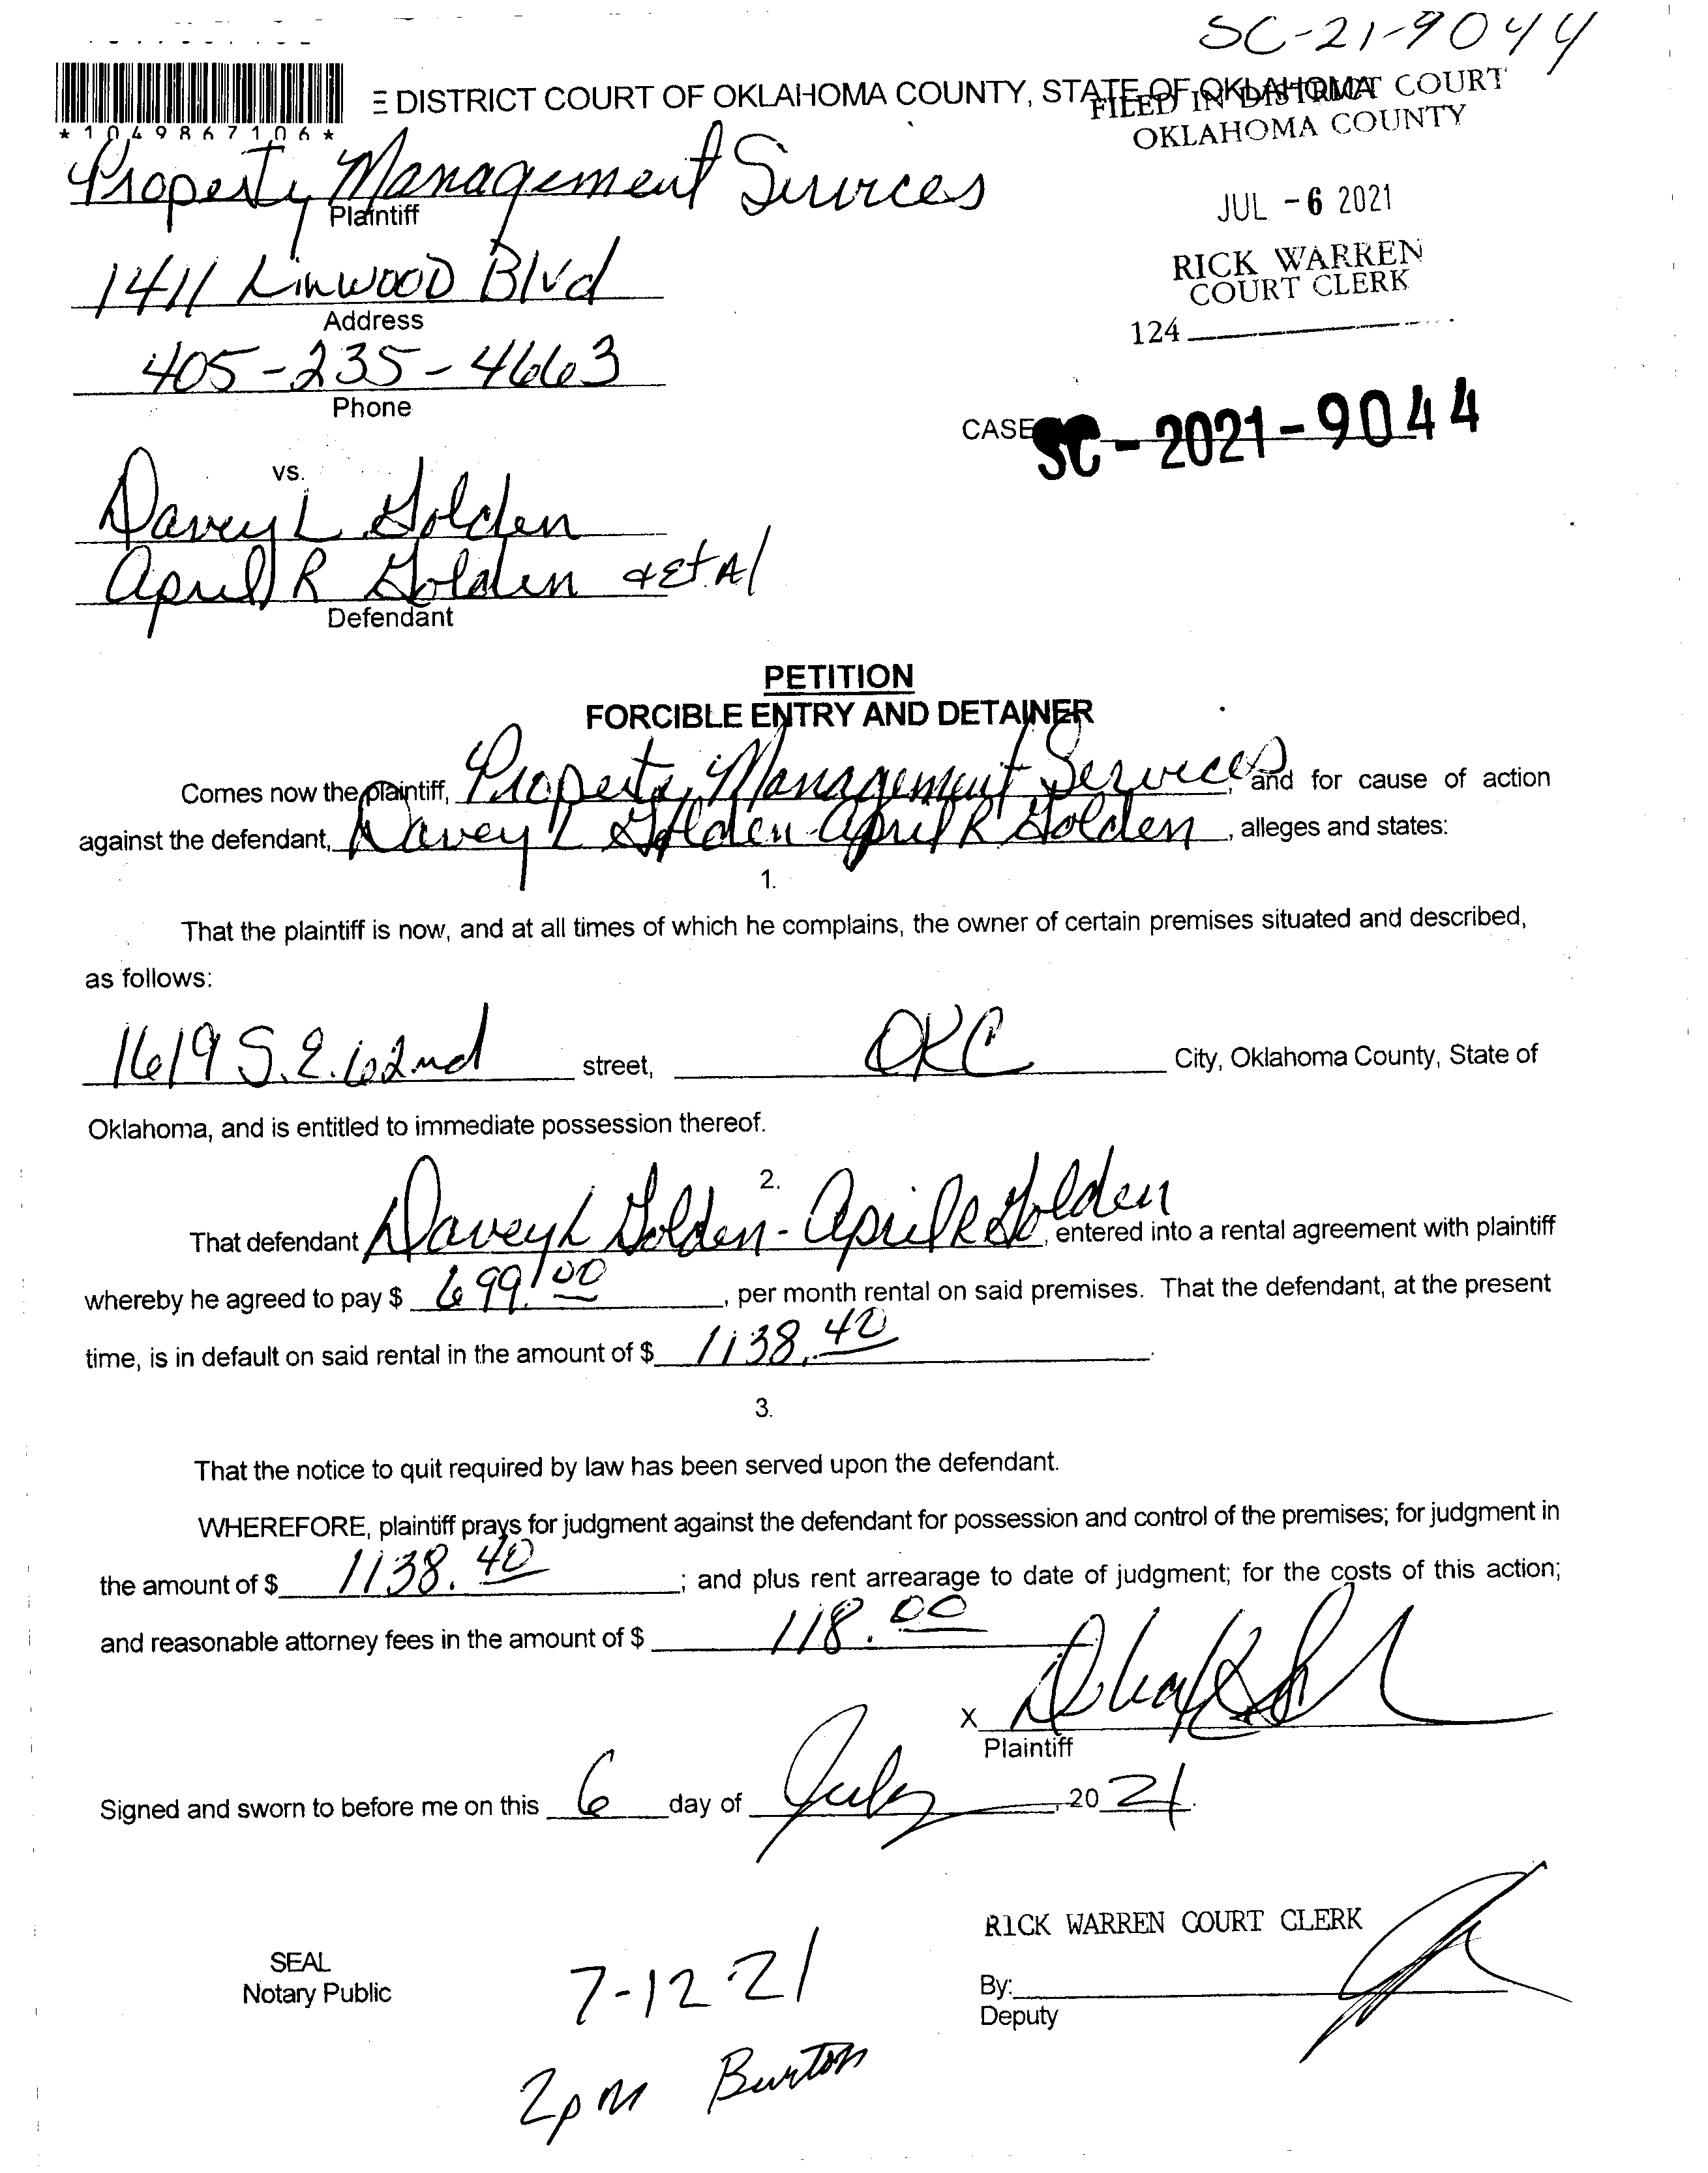 SC-21-9044
DISTRICT COURT OF OKLAHOMA COUNTY, STATE OF OKLAHOMA
FILED IN DISTRICT COURT
OKLAHOMA COUNTY
*1049867106*
Property Management Services
Plaintiff
JUL -6 2021
1411 Linwood Blvd
Address
RICK WARREN
COURT CLERK
124
405-235-4663
Phone
CASE SC-2021-9044
vs.
Davey L Golden
April R Golden & Et Al
Defendant
PETITION
FORCIBLE ENTRY AND DETAINER
Comes now the plaintiff, Property Management Services, and for cause of action
against the defendant, Davey L Golden - April R Golden, alleges and states:
1.
That the plaintiff is now, and at all times of which he complains, the owner of certain premises situated and described,
as follows:
1619 S.E. 62nd street, OKC City, Oklahoma County, State of
Oklahoma, and is entitled to immediate possession thereof.
2.
That defendant Davey L Golden - April R Golden, entered into a rental agreement with plaintiff
whereby he agreed to pay $ 699.00, per month rental on said premises. That the defendant, at the present
time, is in default on said rental in the amount of $ 1138.40.
3.
That the notice to quit required by law has been served upon the defendant.
WHEREFORE, plaintiff prays for judgment against the defendant for possession and control of the premises; for judgment in
the amount of $ 1138.40; and plus rent arrearage to date of judgment; for the costs of this action;
and reasonable attorney fees in the amount of $ 118.00
X
Plaintiff
Signed and sworn to before me on this 6 day of July, 2021.
RICK WARREN COURT CLERK
SEAL
Notary Public
7-12-21
By:
Deputy
2pm Burton